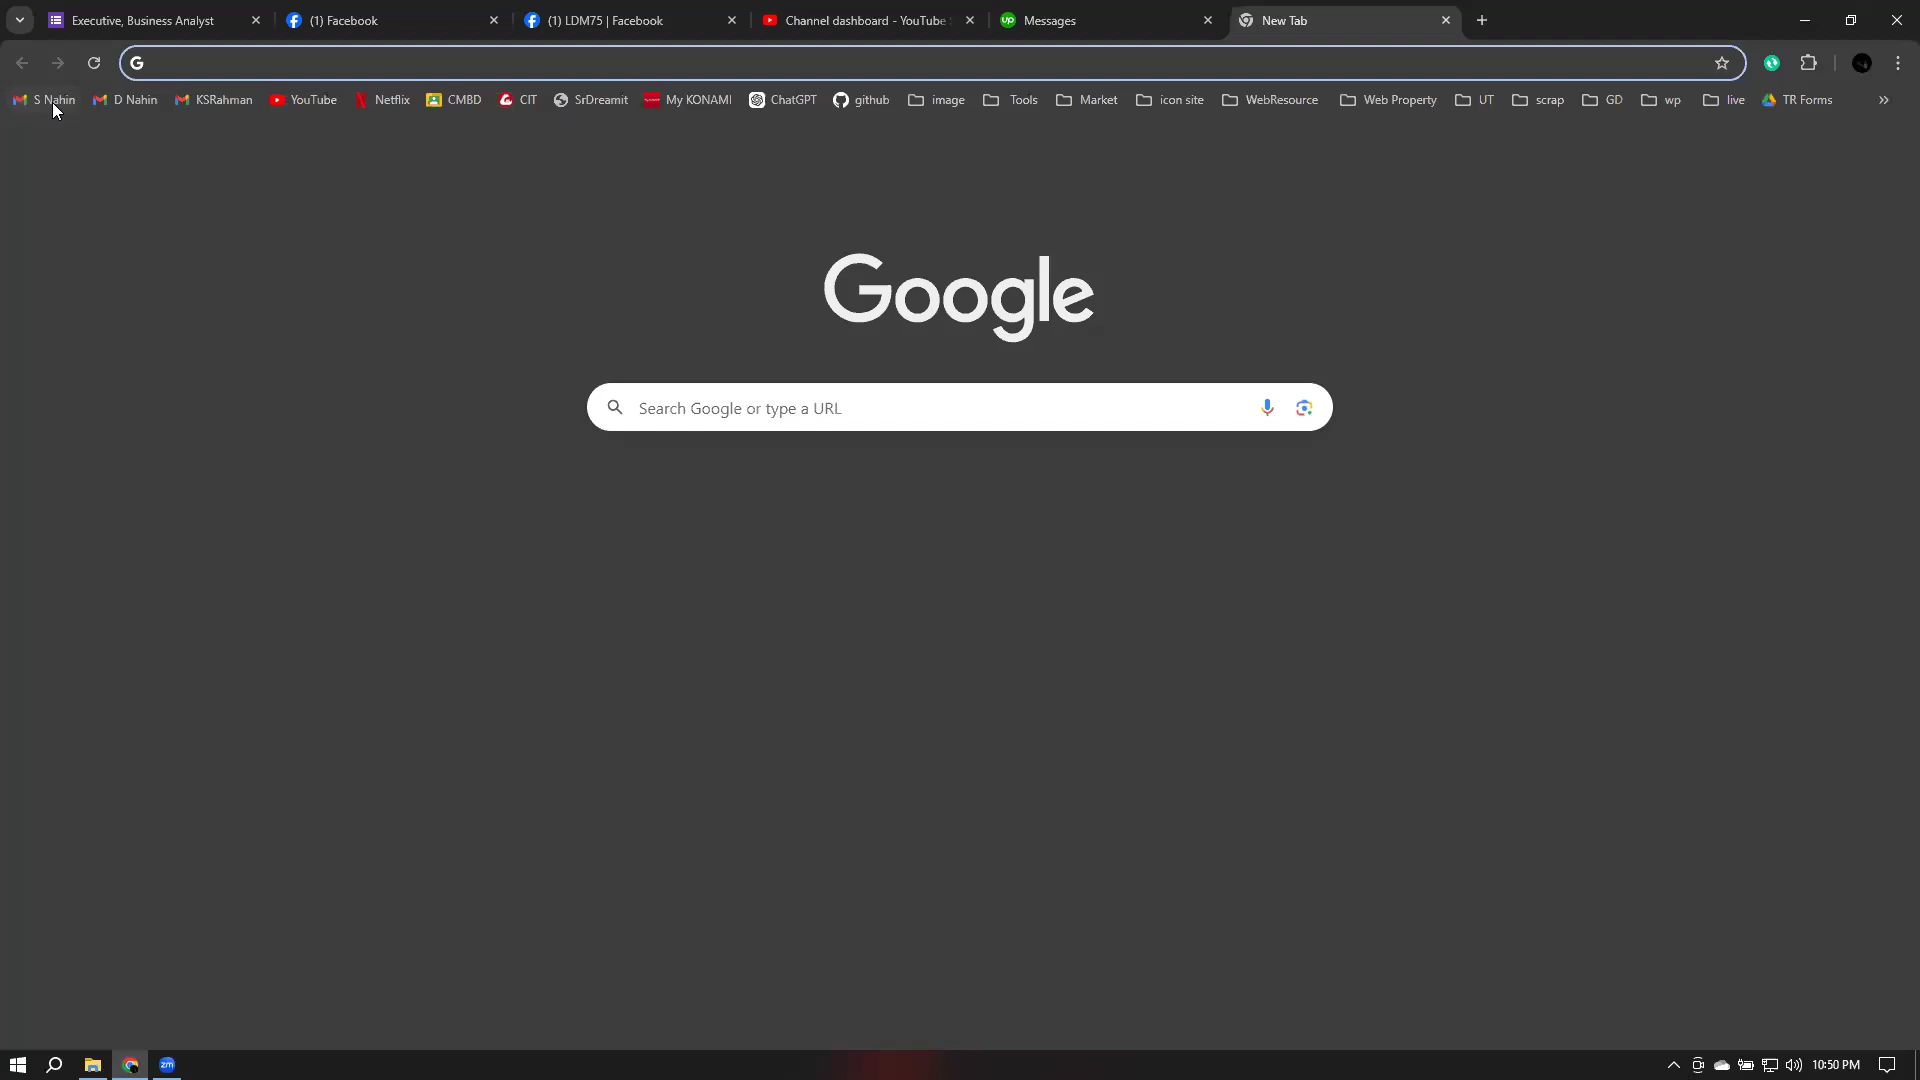 Executive, Business Analyst
(1) Facebook
(1) LDM75 | Facebook
Channel dashboard - YouTube
Messages
New Tab
S Nahin
D Nahin
KSRahman
YouTube
Netflix
CMBD
CIT
SrDreamit
My KONAMI
ChatGPT
github
image
Tools
Market
icon site
WebResource
Web Property
UT
scrap
GD
wp
live
TR Forms
Google
Search Google or type a URL
zm
10:50 PM